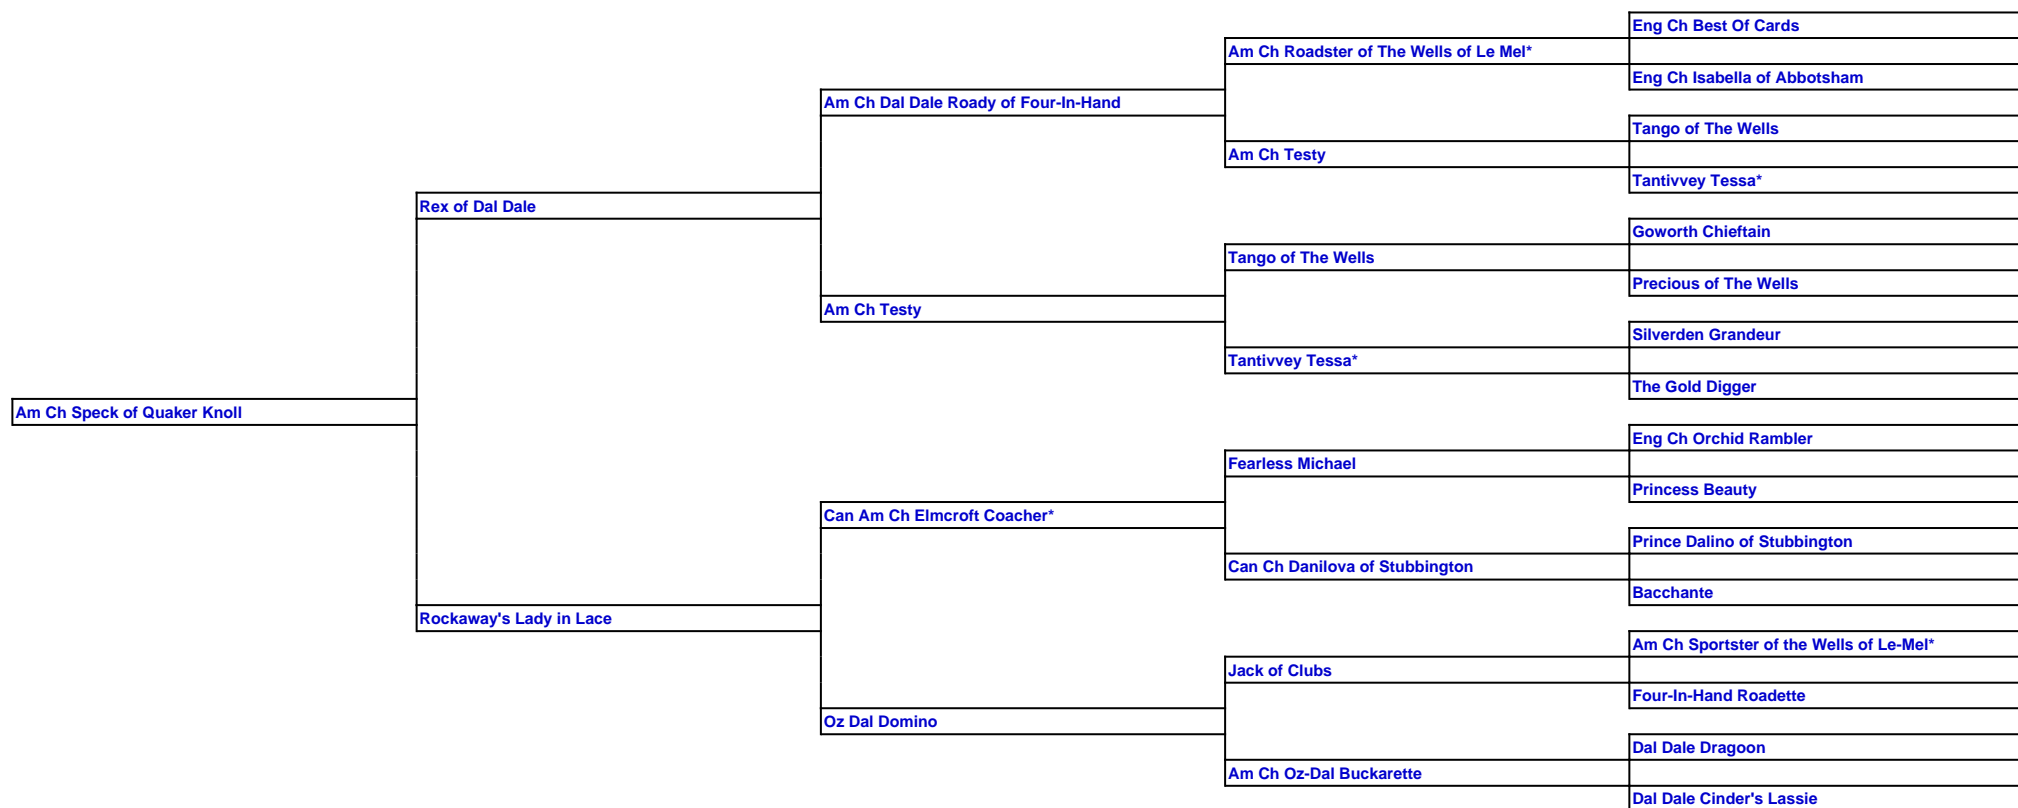 Eng Ch Best Of Cards
Am Ch Roadster of The Wells of Le Mel*
Eng Ch Isabella of Abbotsham
Am Ch Dal Dale Roady of Four-In-Hand
Tango of The Wells
Am Ch Testy
Tantivvey Tessa*
Rex of Dal Dale
Goworth Chieftain
Tango of The Wells
Precious of The Wells
Am Ch Testy
Silverden Grandeur
Tantivvey Tessa*
The Gold Digger
Am Ch Speck of Quaker Knoll
Eng Ch Orchid Rambler
Fearless Michael
Princess Beauty
Can Am Ch Elmcroft Coacher*
Prince Dalino of Stubbington
Can Ch Danilova of Stubbington
Bacchante
Rockaway's Lady in Lace
Am Ch Sportster of the Wells of Le-Mel*
Jack of Clubs
Four-In-Hand Roadette
Oz Dal Domino
Dal Dale Dragoon
Am Ch Oz-Dal Buckarette
Dal Dale Cinder's Lassie